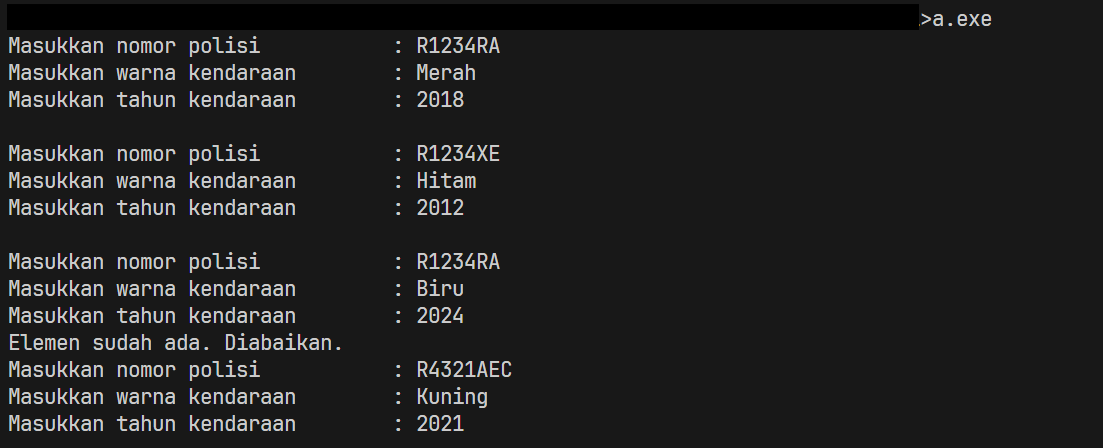 >a.exe
Masukkan nomor polisi : R1234RA
Masukkan warna kendaraan : Merah
Masukkan tahun kendaraan : 2018
Masukkan nomor polisi : R1234XE
Masukkan warna kendaraan : Hitam
Masukkan tahun kendaraan : 2012
Masukkan nomor polisi : R1234RA
Masukkan warna kendaraan : Biru
Masukkan tahun kendaraan : 2024
Elemen sudah ada. Diabaikan.
Masukkan nomor polisi : R4321AEC
Masukkan warna kendaraan : Kuning
Masukkan tahun kendaraan : 2021